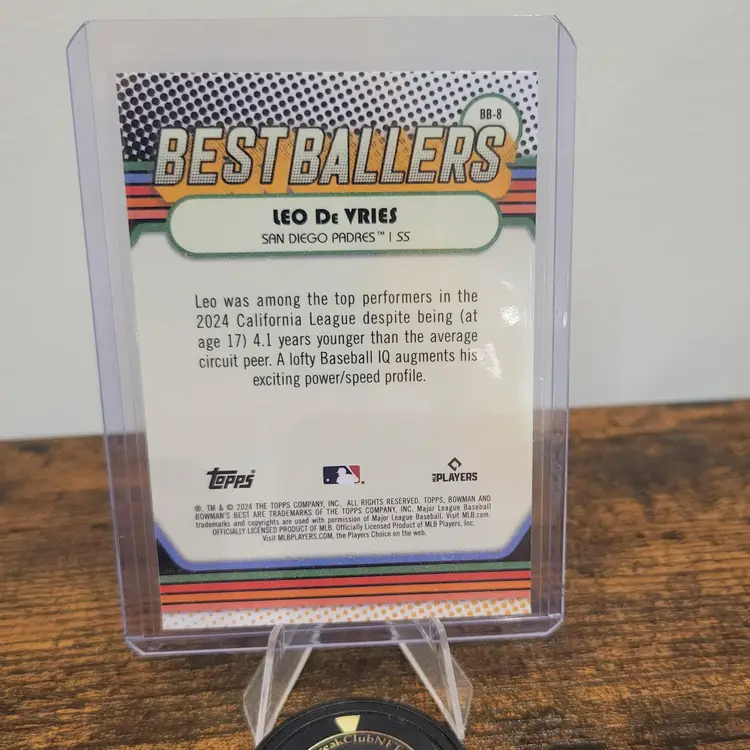 BB-8
BEST BALLERS
LEO De VRIES
SAN DIEGO PADRES™ | SS
Leo was among the top performers in the
2024 California League despite being (at
age 17) 4.1 years younger than the average
circuit peer. A lofty Baseball IQ augments his
exciting power/speed profile.
Topps
PLAYERS
®, TM & © 2024 THE TOPPS COMPANY, INC. ALL RIGHTS RESERVED. TOPPS, BOWMAN AND
BOWMAN'S BEST ARE TRADEMARKS OF THE TOPPS COMPANY, INC. Major League Baseball
trademarks and copyrights are used with permission of Major League Baseball. Visit MLB.com.
OFFICIALLY LICENSED PRODUCT OF MLB. Officially Licensed Product of MLB Players, Inc.
Visit MLBPLAYERS.COM, the Players Choice on the web.